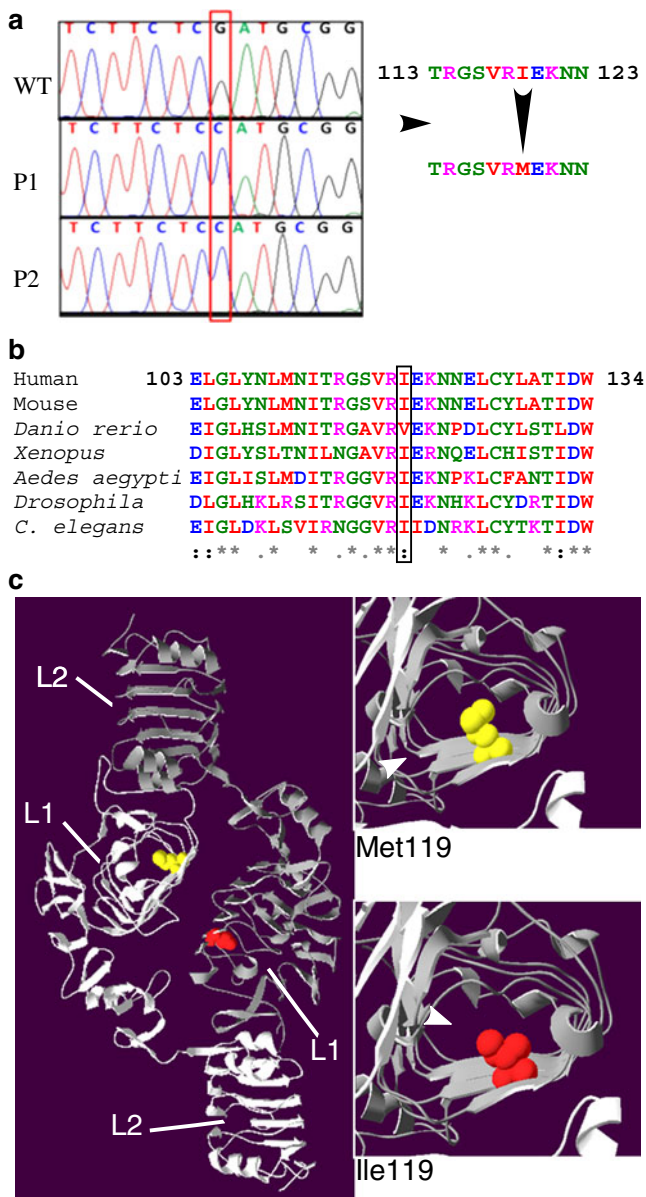 a
T C T T C T C G A T G C G G
WT
113 TRGSVRIEKNN 123
T C T T C T C C A T G C G G
P1
TRGSVRMEKNN
T C T T C T C C A T G C G G
P2
b
Human 103 ELGLYNLMNITRGSVRIEKNNELCYLATIDW 134
Mouse ELGLYNLMNITRGSVRIEKNNELCYLATIDW
Danio rerio EIGLHSLMNITRGAVRVEKNPDLCYLSTLDW
Xenopus DIGLYSLTNILNGAVRIERNQELCHISTIDW
Aedes aegypti EIGLISLMDITRGGVRIEKNPKLCFANTIDW
Drosophila DLGLHKLRSITRGGVRIEKNHKLCYDRTIDW
C. elegans EIGLDKLSVIRNGGVRIIDNRKLCYTKTIDW
::** .* * .*.**: * .**. *:**
c
L2
L1
L1
L2
Met119
Ile119